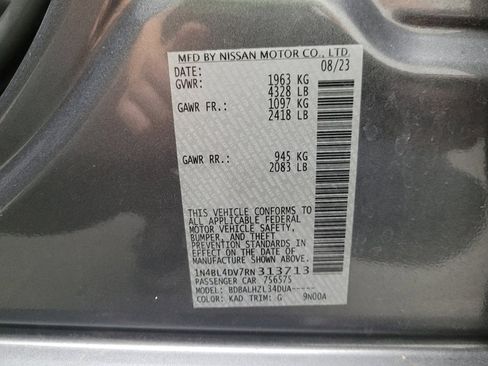 MFD BY NISSAN MOTOR CO., LTD.
DATE: 08/23
GVWR: 1963 KG
4328 LB
GAWR FR.: 1097 KG
2418 LB
GAWR RR.: 945 KG
2083 LB
THIS VEHICLE CONFORMS TO
ALL APPLICABLE FEDERAL
MOTOR VEHICLE SAFETY,
BUMPER, AND THEFT
PREVENTION STANDARDS IN
EFFECT ON THE DATE OF
MANUFACTURE SHOWN ABOVE.
1N4BL4DV7RN313713
PASSENGER CAR 756575
MODEL: BDBALHZL34DUA-----
COLOR: KAD TRIM: G 9N00A